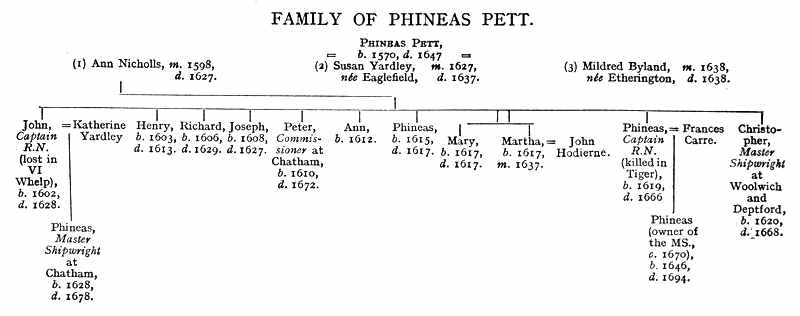 FAMILY OF PHINEAS PETT.
PHINEAS PETT,
= b. 1570, d. 1647 =
(1) Ann Nicholls, m. 1598,
d. 1627.
(2) Susan Yardley, m. 1627,
née Eaglefield, d. 1637.
(3) Mildred Byland, m. 1638,
née Etherington, d. 1638.
John,
Captain
R.N.
(lost in
VI
Whelp),
b. 1602,
d. 1628.
= Katherine
Yardley
Phineas,
Master
Shipwright
at
Chatham,
b. 1628,
d. 1678.
Henry,
b. 1603,
d. 1613.
Richard,
b. 1606,
d. 1629.
Joseph,
b. 1608,
d. 1627.
Peter,
Commis-
sioner at
Chatham,
b. 1610,
d. 1672.
Ann,
b. 1612.
Phineas,
b. 1615,
d. 1617.
Mary,
b. 1617,
d. 1617.
Martha, =
b. 1617,
m. 1637.
John
Hodierne.
Phineas, =
Captain
R.N.
(killed in
Tiger),
b. 1619,
d. 1666
Frances
Carre.
Phineas
(owner of
the MS.,
c. 1670),
b. 1646,
d. 1694.
Christo-
pher,
Master
Shipwright
at
Woolwich
and
Deptford,
b. 1620,
d. 1668.